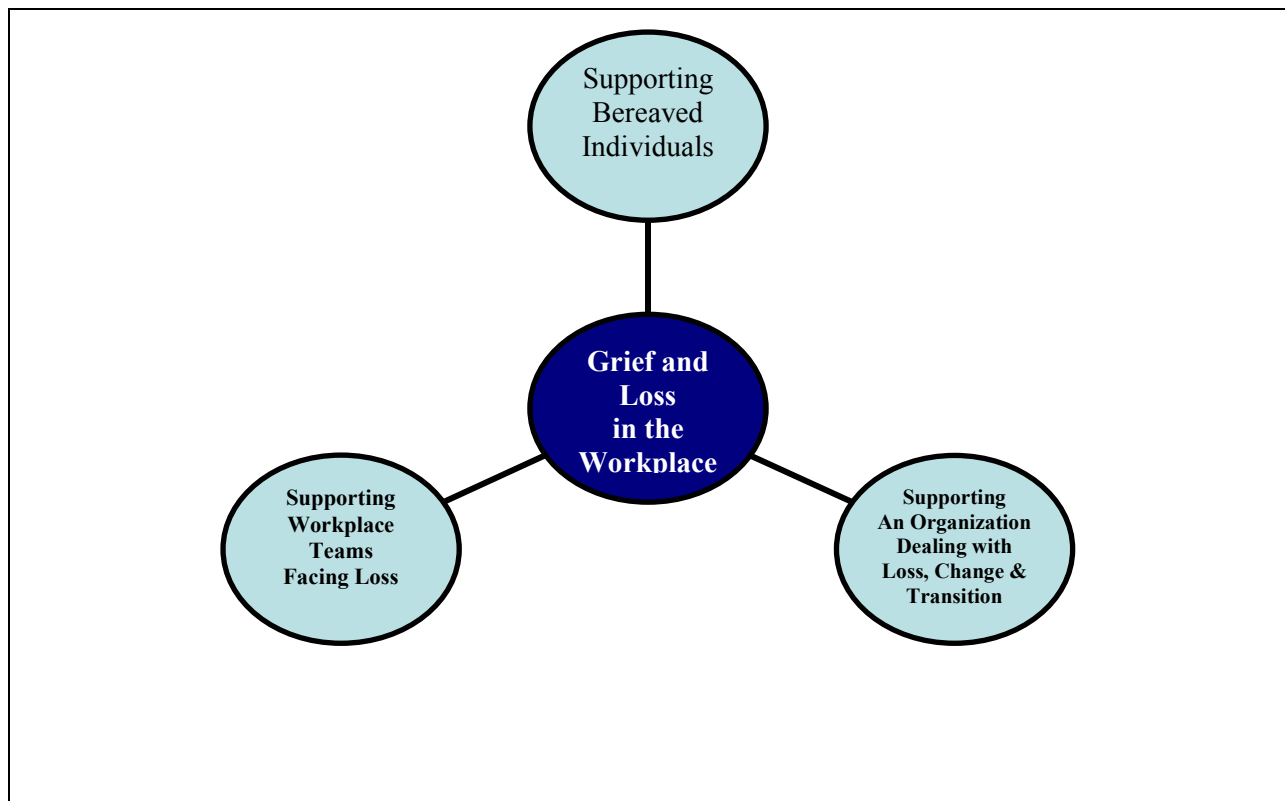 Supporting
Bereaved
Individuals
Grief and
Loss
in the
Workplace
Supporting
Workplace
Teams
Facing Loss
Supporting
An Organization
Dealing with
Loss, Change &
Transition